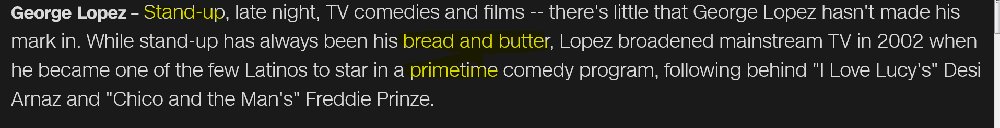 George Lopez – Stand-up, late night, TV comedies and films -- there's little that George Lopez hasn't made his
mark in. While stand-up has always been his bread and butter, Lopez broadened mainstream TV in 2002 when
he became one of the few Latinos to star in a primetime comedy program, following behind "I Love Lucy's" Desi
Arnaz and "Chico and the Man's" Freddie Prinze.